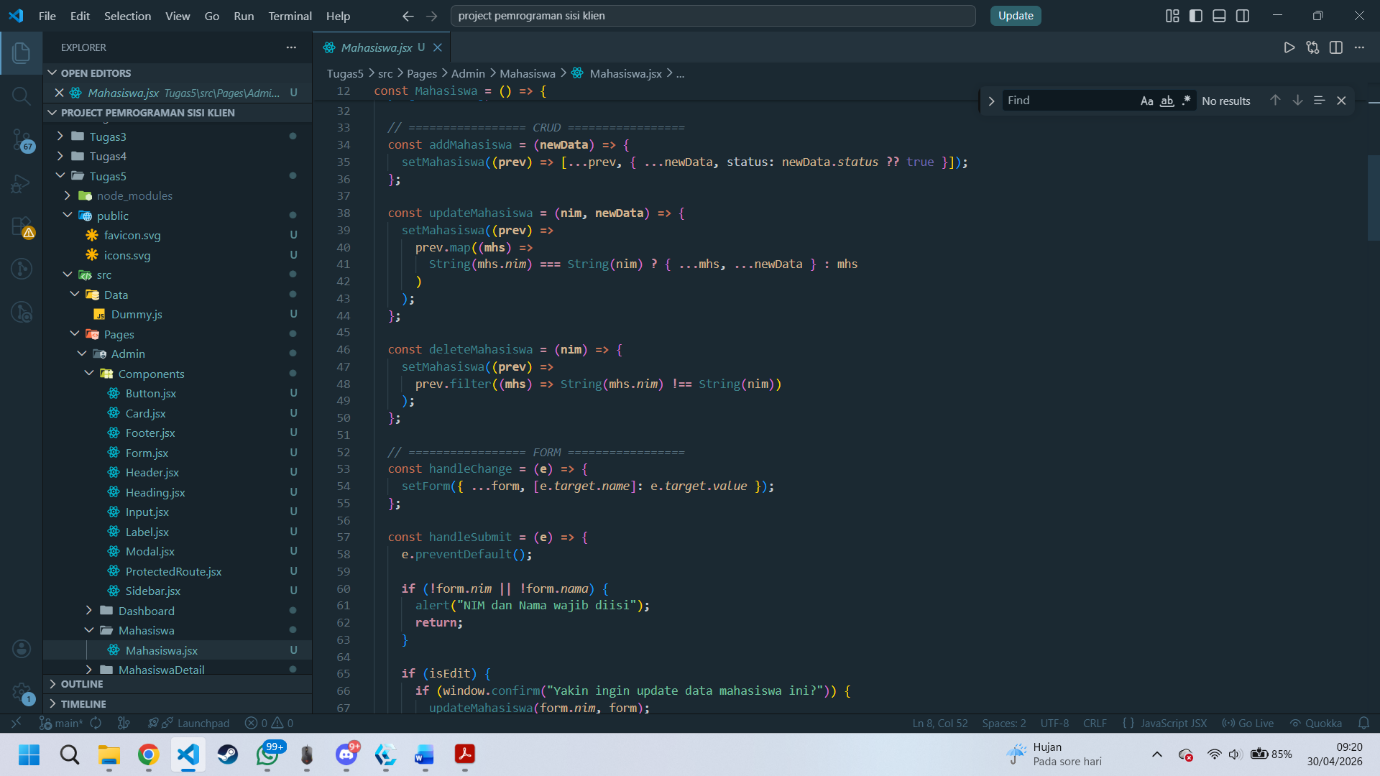 File Edit Selection View Go Run Terminal Help
project pemrograman sisi klien
Update
EXPLORER
OPEN EDITORS
Mahasiswa.jsx Tugas5\src\Pages\Admi... U
PROJECT PEMROGRAMAN SISI KLIEN
Tugas3
Tugas4
Tugas5
node_modules
public
favicon.svg U
icons.svg U
src
Data
Dummy.js U
Pages
Admin
Components
Button.jsx U
Card.jsx U
Footer.jsx U
Form.jsx U
Header.jsx U
Heading.jsx U
Input.jsx U
Label.jsx U
Modal.jsx U
ProtectedRoute.jsx U
Sidebar.jsx U
Dashboard
Mahasiswa
Mahasiswa.jsx U
MahasiswaDetail
OUTLINE
TIMELINE
67
1
Mahasiswa.jsx U
Tugas5 > src > Pages > Admin > Mahasiswa > Mahasiswa.jsx > ...
Find Aa ab .* No results
12 const Mahasiswa = () => {
32
33 // ================= CRUD =================
34 const addMahasiswa = (newData) => {
35 setMahasiswa((prev) => [...prev, { ...newData, status: newData.status ?? true }]);
36 };
37
38 const updateMahasiswa = (nim, newData) => {
39 setMahasiswa((prev) =>
40 prev.map((mhs) =>
41 String(mhs.nim) === String(nim) ? { ...mhs, ...newData } : mhs
42 )
43 );
44 };
45
46 const deleteMahasiswa = (nim) => {
47 setMahasiswa((prev) =>
48 prev.filter((mhs) => String(mhs.nim) !== String(nim))
49 );
50 };
51
52 // ================= FORM =================
53 const handleChange = (e) => {
54 setForm({ ...form, [e.target.name]: e.target.value });
55 };
56
57 const handleSubmit = (e) => {
58 e.preventDefault();
59
60 if (!form.nim || !form.nama) {
61 alert("NIM dan Nama wajib diisi");
62 return;
63 }
64
65 if (isEdit) {
66 if (window.confirm("Yakin ingin update data mahasiswa ini?")) {
67 updateMahasiswa(form.nim, form);
main* Launchpad 0 0 Ln 8, Col 52 Spaces: 2 UTF-8 CRLF {} JavaScript JSX Go Live Quokka
99+
9+
Hujan
Pada sore hari
85%
09:20
30/04/2026